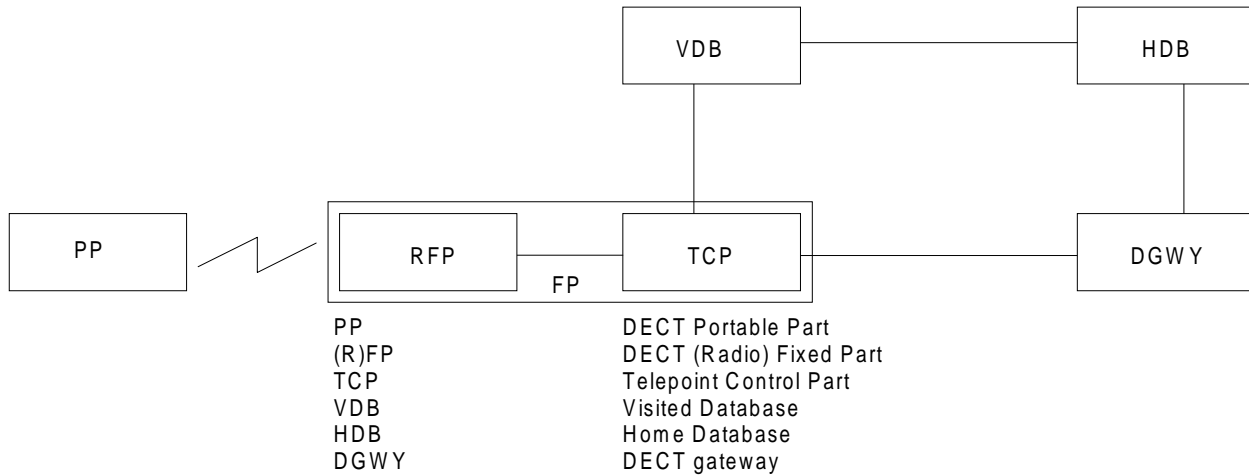 VDB HDB
PP RFP TCP DGWY
FP
PP DECT Portable Part
(R)FP DECT (Radio) Fixed Part
TCP Telepoint Control Part
VDB Visited Database
HDB Home Database
DGWY DECT gateway